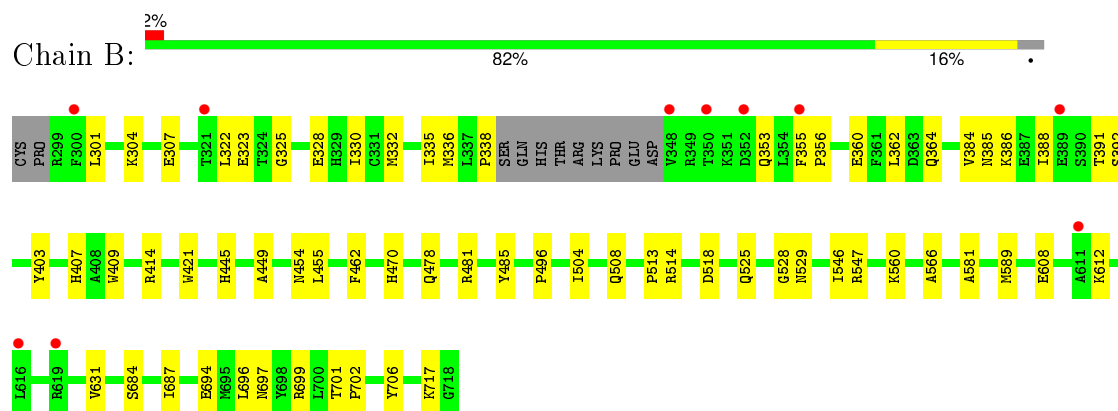 2%
Chain B:
82% 16% •
CYS PRO R299 F300 L301 K304 E307 T321 L322 E323 T324 G325 E328 H329 I330 C331 M332 I335 M336 L337 P338 SER GLN HIS THR ARG LYS PRO GLU ASP V348 R349 T350 K351 D352 Q353 L354 F355 P356 E360 F361 L362 D363 Q364 V384 N385 K386 E387 I388 E389 S390 T391 S392
Y403 H407 A408 W409 R414 W421 H445 A449 N454 L455 F462 H470 Q478 R481 Y485 P496 I504 Q508 P513 R514 D518 Q525 G528 N529 I546 R547 K560 A566 A581 M589 E608 A611 K612
L616 R619 V631 S684 I687 E694 M695 L696 N697 Y698 R699 L700 T701 P702 Y706 K717 G718